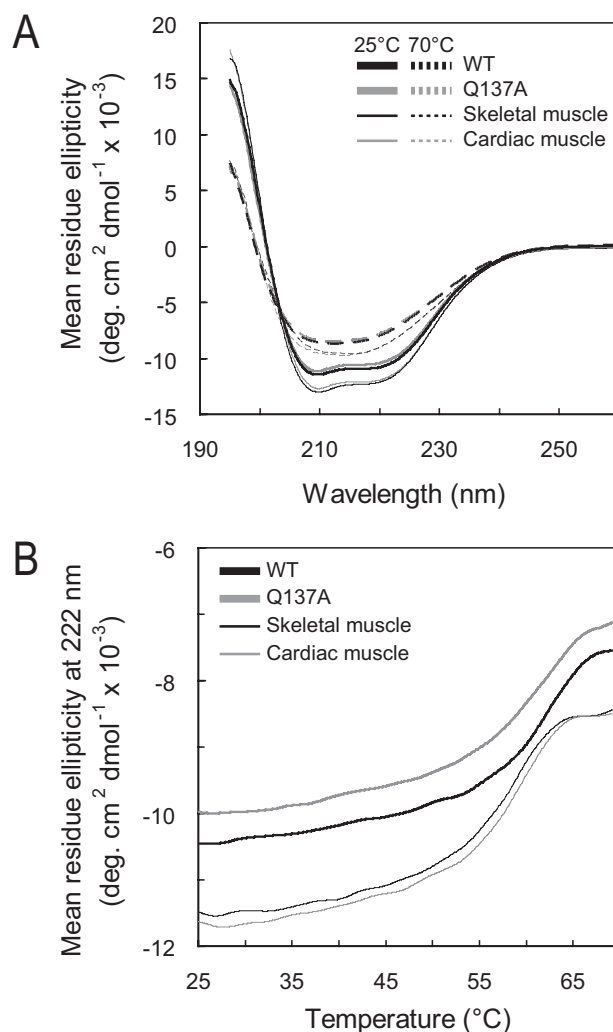 A
Mean residue ellipticity
(deg. cm² dmol⁻¹ x 10⁻³)
20
15
10
5
0
-5
-10
-15
25°C 70°C
WT
Q137A
Skeletal muscle
Cardiac muscle
190 210 230 250
Wavelength (nm)
B
Mean residue ellipticity at 222 nm
(deg. cm² dmol⁻¹ x 10⁻³)
-6
-8
-10
-12
WT
Q137A
Skeletal muscle
Cardiac muscle
25 35 45 55 65
Temperature (°C)